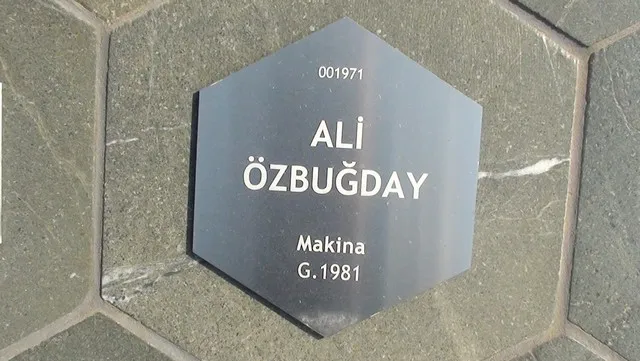 001971
ALİ
ÖZBUĞDAY
Makina
G.1981